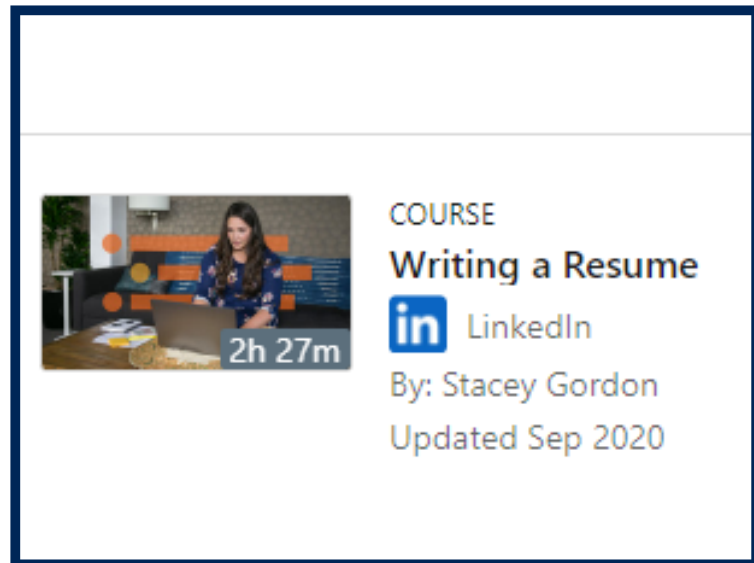 2h 27m
COURSE
Writing a Resume
in LinkedIn
By: Stacey Gordon
Updated Sep 2020